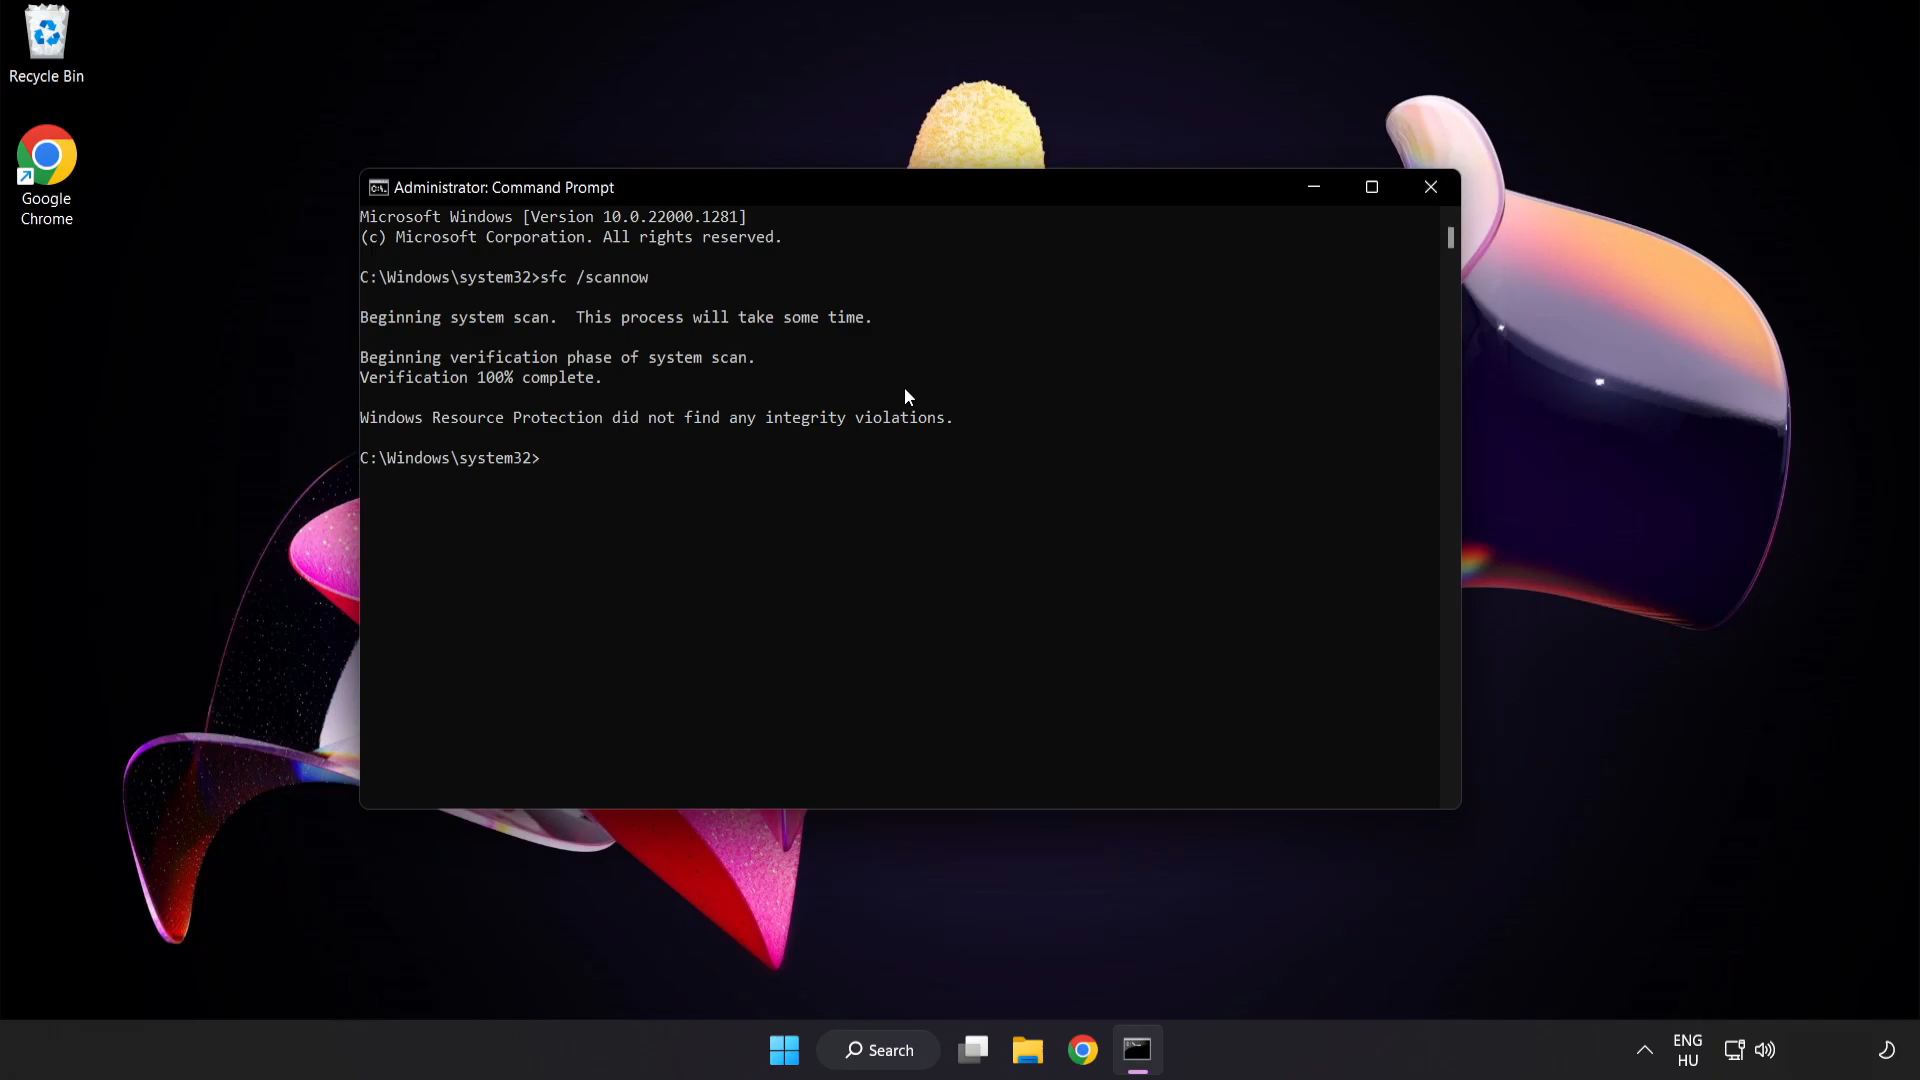 Recycle Bin
Google
Chrome
Administrator: Command Prompt
Microsoft Windows [Version 10.0.22000.1281]
(c) Microsoft Corporation. All rights reserved.
C:\Windows\system32>sfc /scannow
Beginning system scan.  This process will take some time.
Beginning verification phase of system scan.
Verification 100% complete.
Windows Resource Protection did not find any integrity violations.
C:\Windows\system32>
Search
ENG
HU